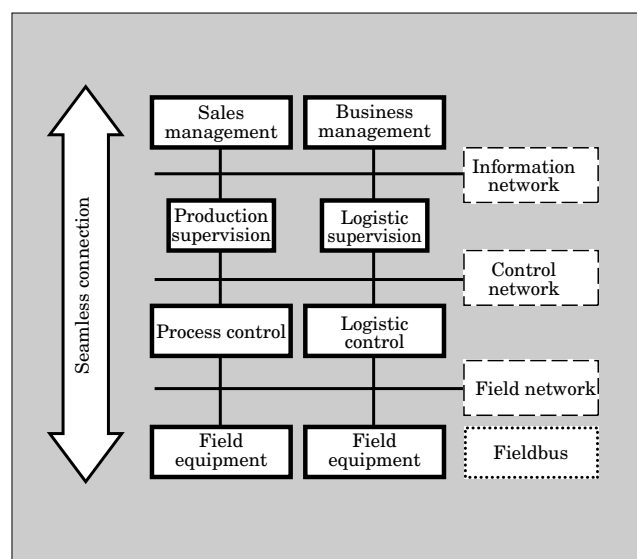 Seamless connection
Sales
management
Business
management
Information
network
Production
supervision
Logistic
supervision
Control
network
Process control
Logistic
control
Field network
Field
equipment
Field
equipment
Fieldbus